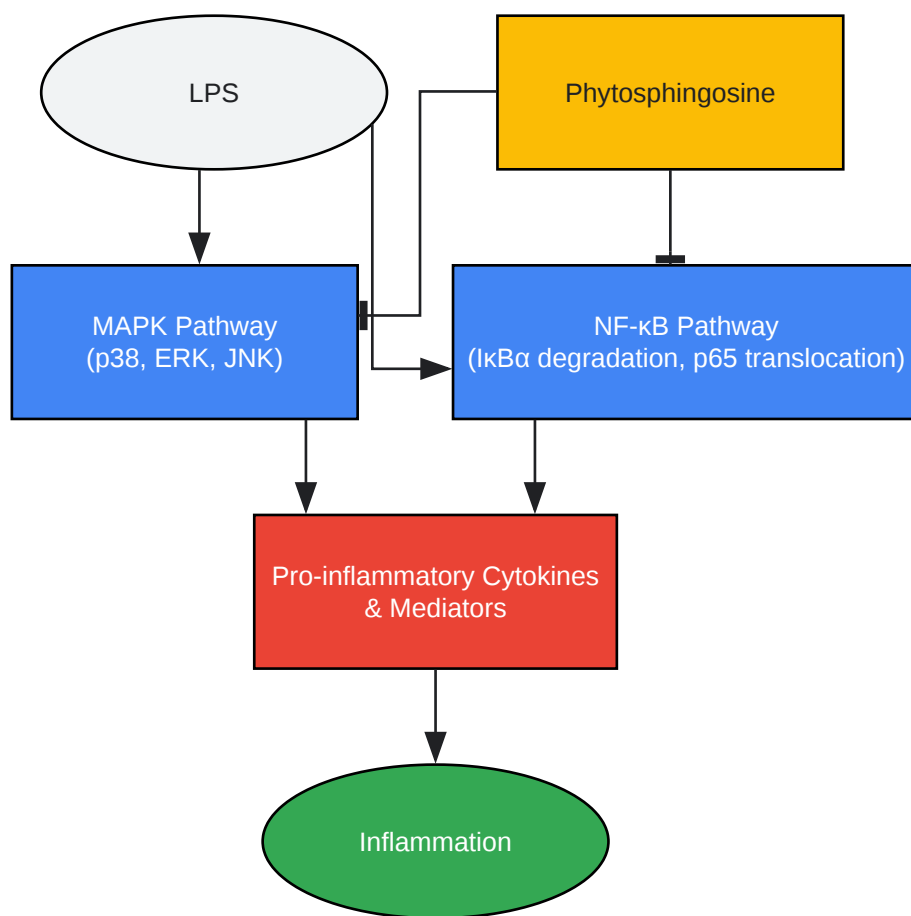 LPS
Phytosphingosine
MAPK Pathway
(p38, ERK, JNK)
NF-κB Pathway
(IκBα degradation, p65 translocation)
Pro-inflammatory Cytokines
& Mediators
Inflammation